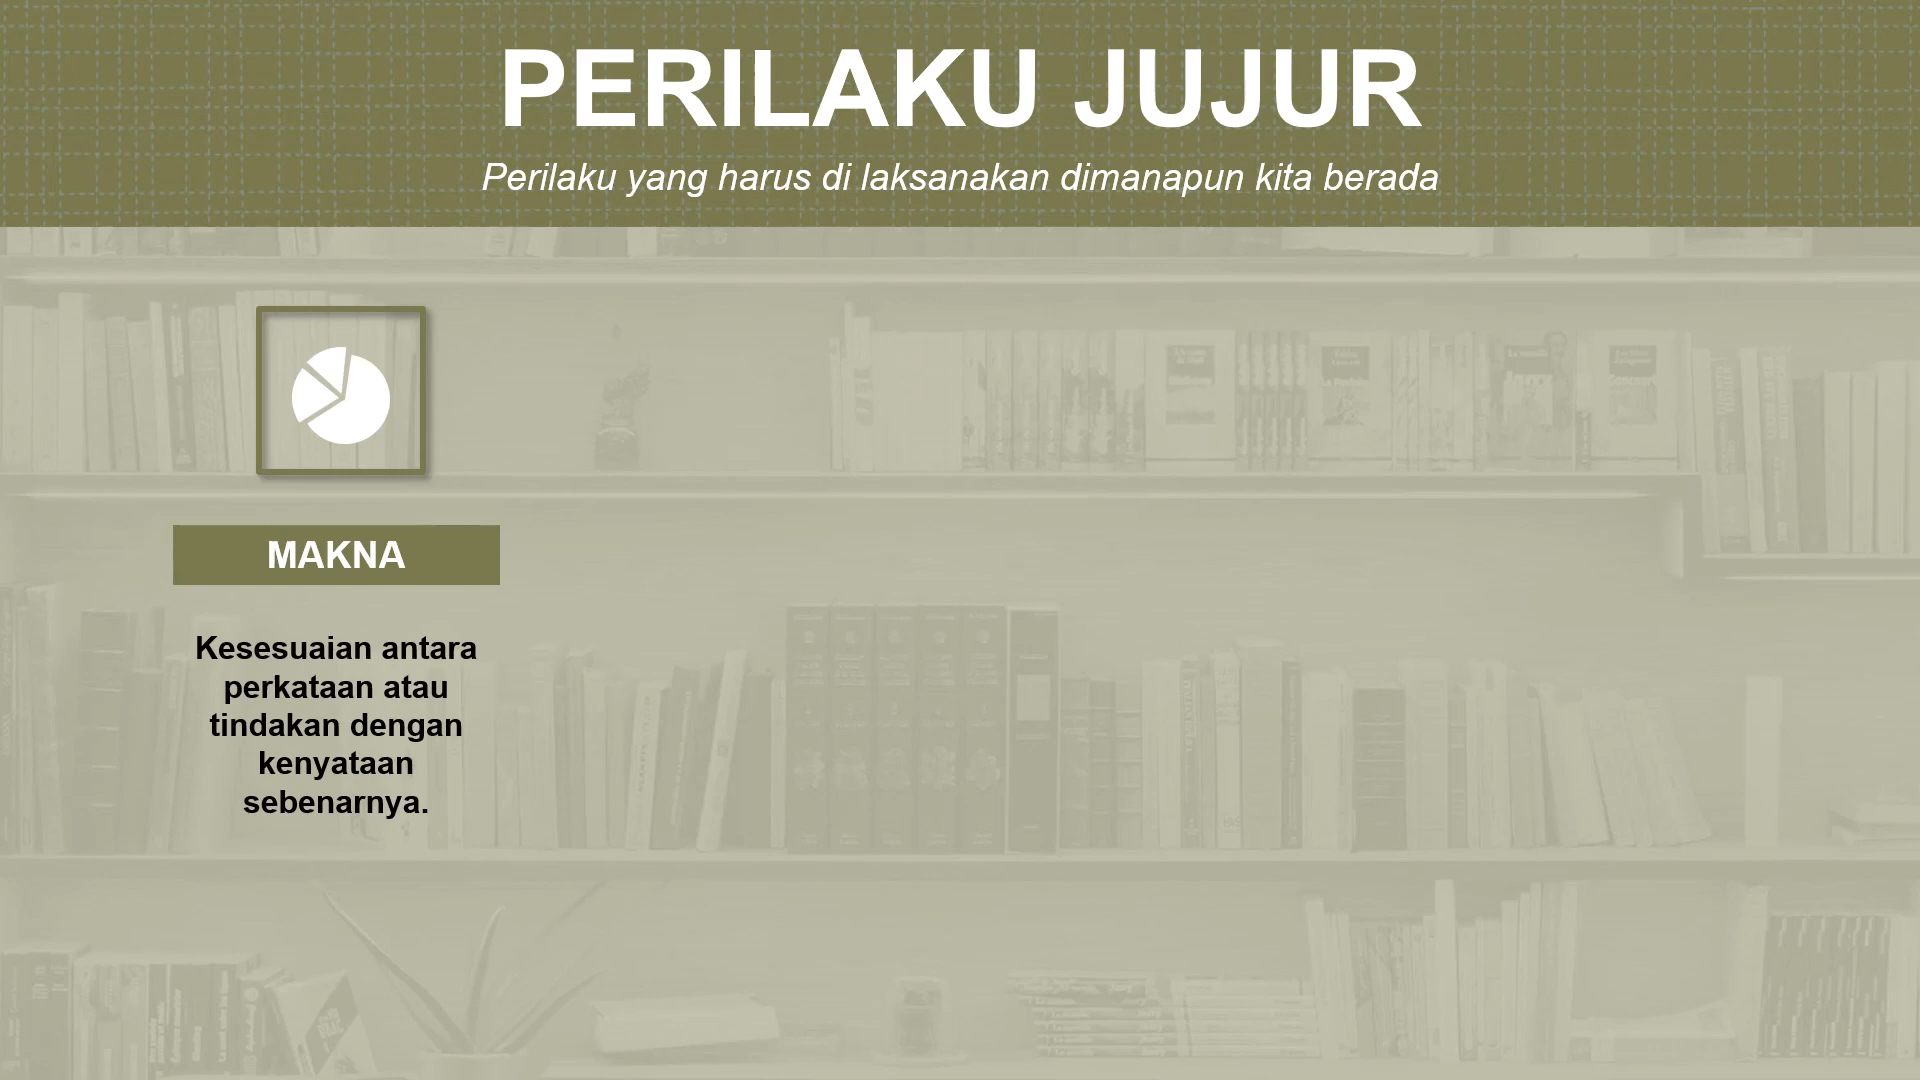 PERILAKU JUJUR
Perilaku yang harus di laksanakan dimanapun kita berada
MAKNA
Kesesuaian antara
perkataan atau
tindakan dengan
kenyataan
sebenarnya.